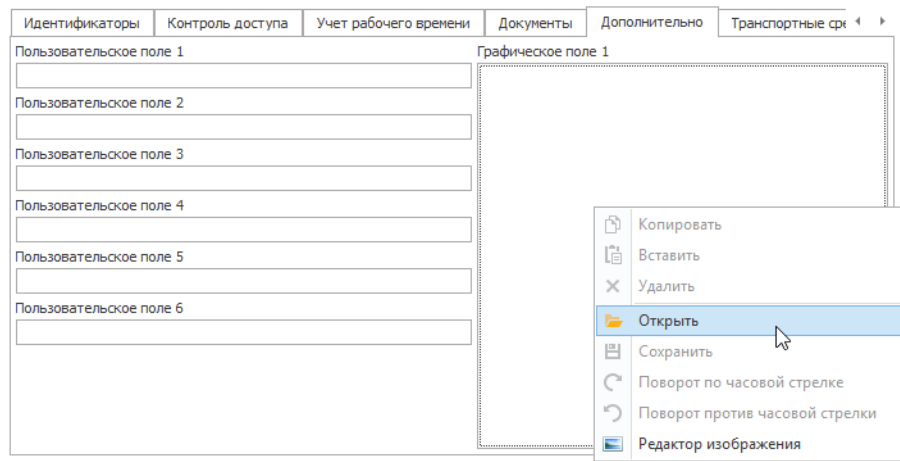 Идентификаторы Контроль доступа Учет рабочего времени Документы Дополнительно Транспортные
Пользовательское поле 1
Пользовательское поле 2
Пользовательское поле 3
Пользовательское поле 4
Пользовательское поле 5
Пользовательское поле 6
Графическое поле 1
Копировать
Вставить
Удалить
Открыть
Сохранить
Поворот по часовой стрелке
Поворот против часовой стрелки
Редактор изображения